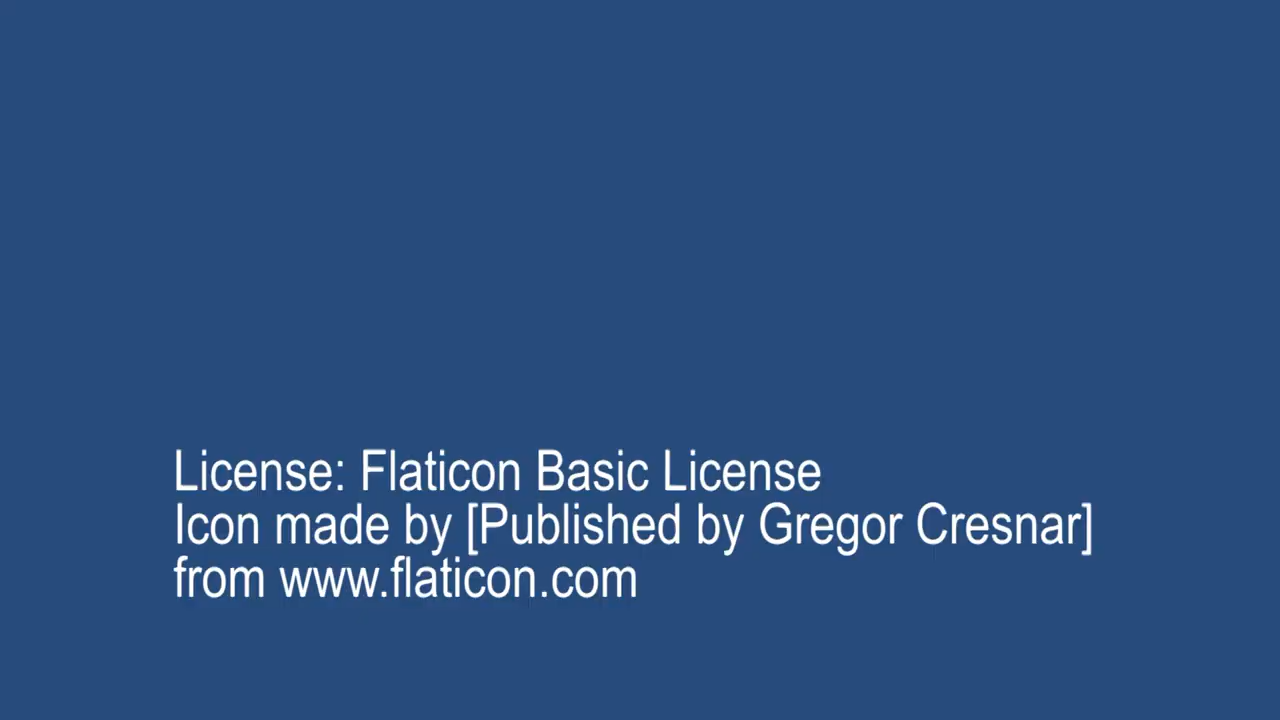 License: Flaticon Basic License
Icon made by [Published by Gregor Cresnar]
from www.flaticon.com